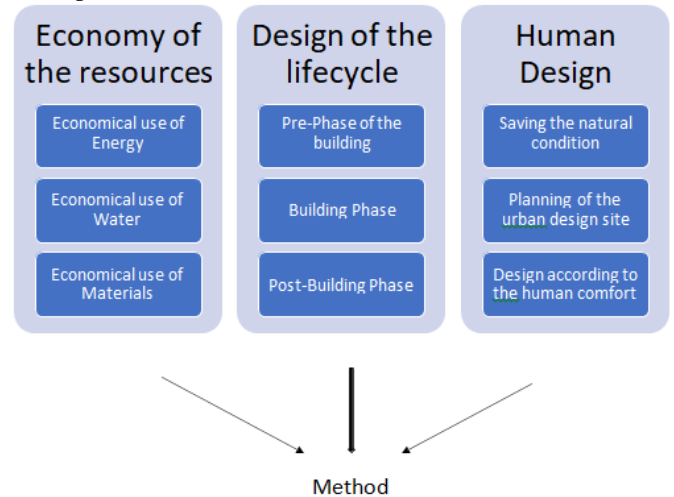 Economy of
the resources
Economical use of
Energy
Economical use of
Water
Economical use of
Materials
Design of the
lifecycle
Pre-Phase of the
building
Building Phase
Post-Building Phase
Human
Design
Saving the natural
condition
Planning of the
urban design site
Design according to
the human comfort
Method